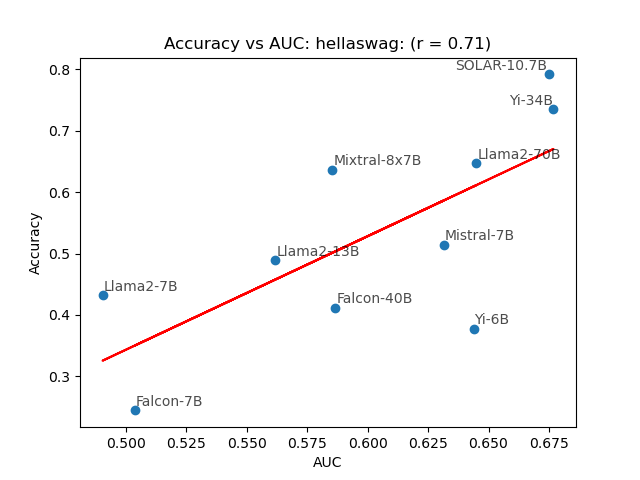 Accuracy vs AUC: hellaswag: (r = 0.71)
0.8
0.7
0.6
0.5
0.4
0.3
Accuracy
SOLAR-10.7B
Yi-34B
Llama2-70B
Mixtral-8x7B
Mistral-7B
Llama2-13B
Llama2-7B
Falcon-40B
Yi-6B
Falcon-7B
0.500 0.525 0.550 0.575 0.600 0.625 0.650 0.675
AUC